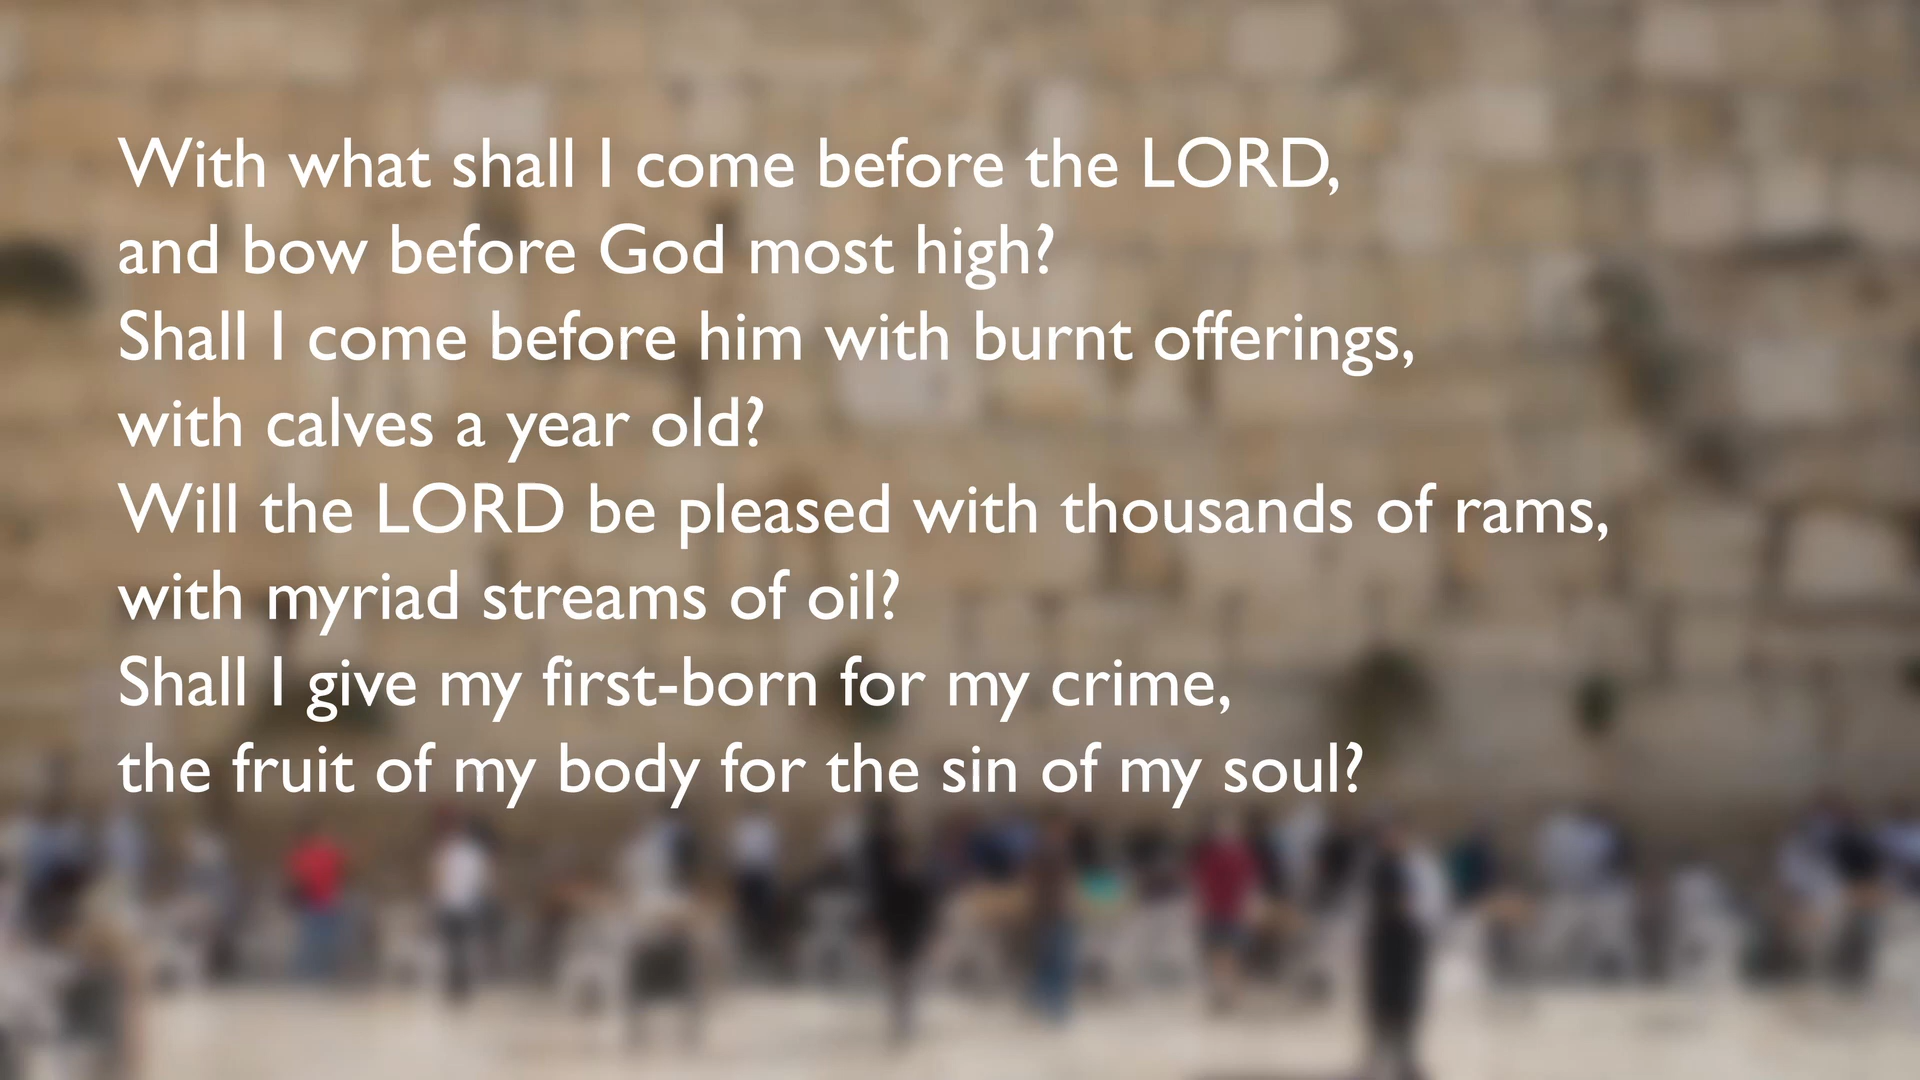 With what shall I come before the LORD,
and bow before God most high?
Shall I come before him with burnt offerings,
with calves a year old?
Will the LORD be pleased with thousands of rams,
with myriad streams of oil?
Shall I give my first-born for my crime,
the fruit of my body for the sin of my soul?